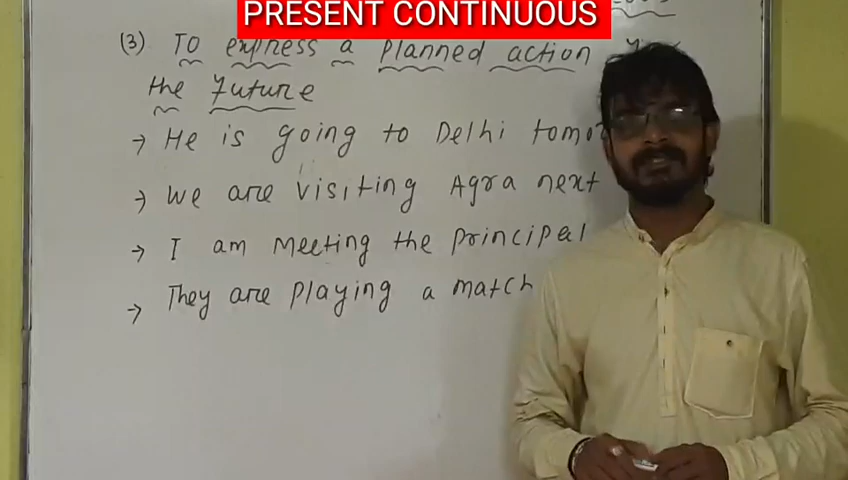 PRESENT CONTINUOUS
(3) To express a planned action
the future
→ He is going to Delhi
→ We are visiting Agra next
→ I am meeting the principal
→ They are playing a match